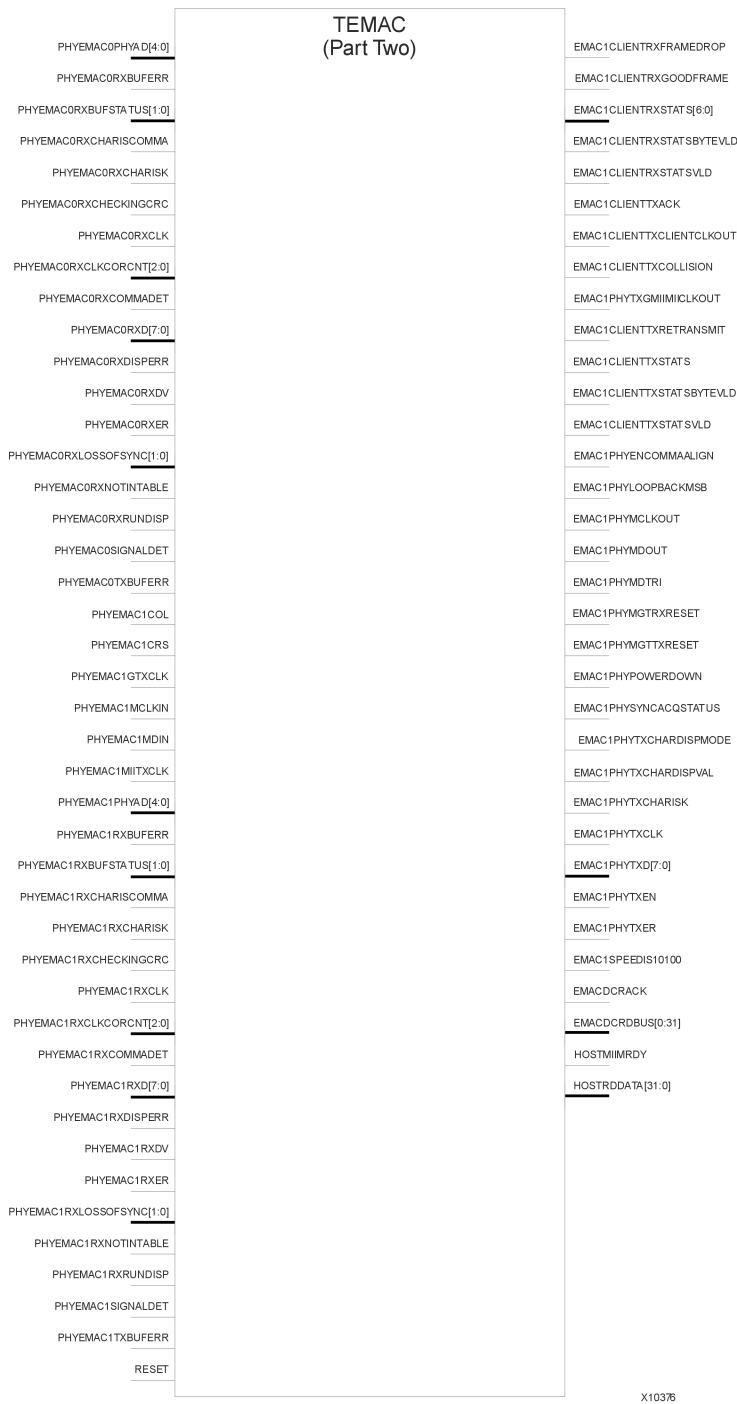 TEMAC
(Part Two)
PHYEMAC0PHYAD[4:0]
PHYEMAC0RXBUFERR
PHYEMAC0RXBUFSTATUS[1:0]
PHYEMAC0RXCHARISCOMMA
PHYEMAC0RXCHARISK
PHYEMAC0RXCHECKINGCRC
PHYEMAC0RXCLK
PHYEMAC0RXCLKCORCNT[2:0]
PHYEMAC0RXCOMMADET
PHYEMAC0RXD[7:0]
PHYEMAC0RXDISPERR
PHYEMAC0RXDV
PHYEMAC0RXER
PHYEMAC0RXLOSSOFSYNC[1:0]
PHYEMAC0RXNOTINTABLE
PHYEMAC0RXRUNDISP
PHYEMAC0SIGNALDET
PHYEMAC0TXBUFERR
PHYEMAC1COL
PHYEMAC1CRS
PHYEMAC1GTXCLK
PHYEMAC1MCLKIN
PHYEMAC1MDIN
PHYEMAC1MIITXCLK
PHYEMAC1PHYAD[4:0]
PHYEMAC1RXBUFERR
PHYEMAC1RXBUFSTATUS[1:0]
PHYEMAC1RXCHARISCOMMA
PHYEMAC1RXCHARISK
PHYEMAC1RXCHECKINGCRC
PHYEMAC1RXCLK
PHYEMAC1RXCLKCORCNT[2:0]
PHYEMAC1RXCOMMADET
PHYEMAC1RXD[7:0]
PHYEMAC1RXDISPERR
PHYEMAC1RXDV
PHYEMAC1RXER
PHYEMAC1RXLOSSOFSYNC[1:0]
PHYEMAC1RXNOTINTABLE
PHYEMAC1RXRUNDISP
PHYEMAC1SIGNALDET
PHYEMAC1TXBUFERR
RESET
EMAC1CLIENTRXFRAMEDROP
EMAC1CLIENTRXGOODFRAME
EMAC1CLIENTRXSTATS[6:0]
EMAC1CLIENTRXSTATSBYTEVLD
EMAC1CLIENTRXSTATSVLD
EMAC1CLIENTTXACK
EMAC1CLIENTTXCLIENTCLKOUT
EMAC1CLIENTTXCOLLISION
EMAC1PHYTXGMIIMIICLKOUT
EMAC1CLIENTTXRETRANSMIT
EMAC1CLIENTTXSTATS
EMAC1CLIENTTXSTATSBYTEVLD
EMAC1CLIENTTXSTATSVLD
EMAC1PHYENCOMMAALIGN
EMAC1PHYLOOPBACKMSB
EMAC1PHYMCLKOUT
EMAC1PHYMDOUT
EMAC1PHYMDTRI
EMAC1PHYMGTRXRESET
EMAC1PHYMGTTXRESET
EMAC1PHYPOWERDOWN
EMAC1PHYSYNCACQSTATUS
EMAC1PHYTXCHARDISPMODE
EMAC1PHYTXCHARDISPVAL
EMAC1PHYTXCHARISK
EMAC1PHYTXCLK
EMAC1PHYTXD[7:0]
EMAC1PHYTXEN
EMAC1PHYTXER
EMAC1SPEEDIS10100
EMACDCRACK
EMACDCRDBUS[0:31]
HOSTMIIMRDY
HOSTRDDATA[31:0]
X10376